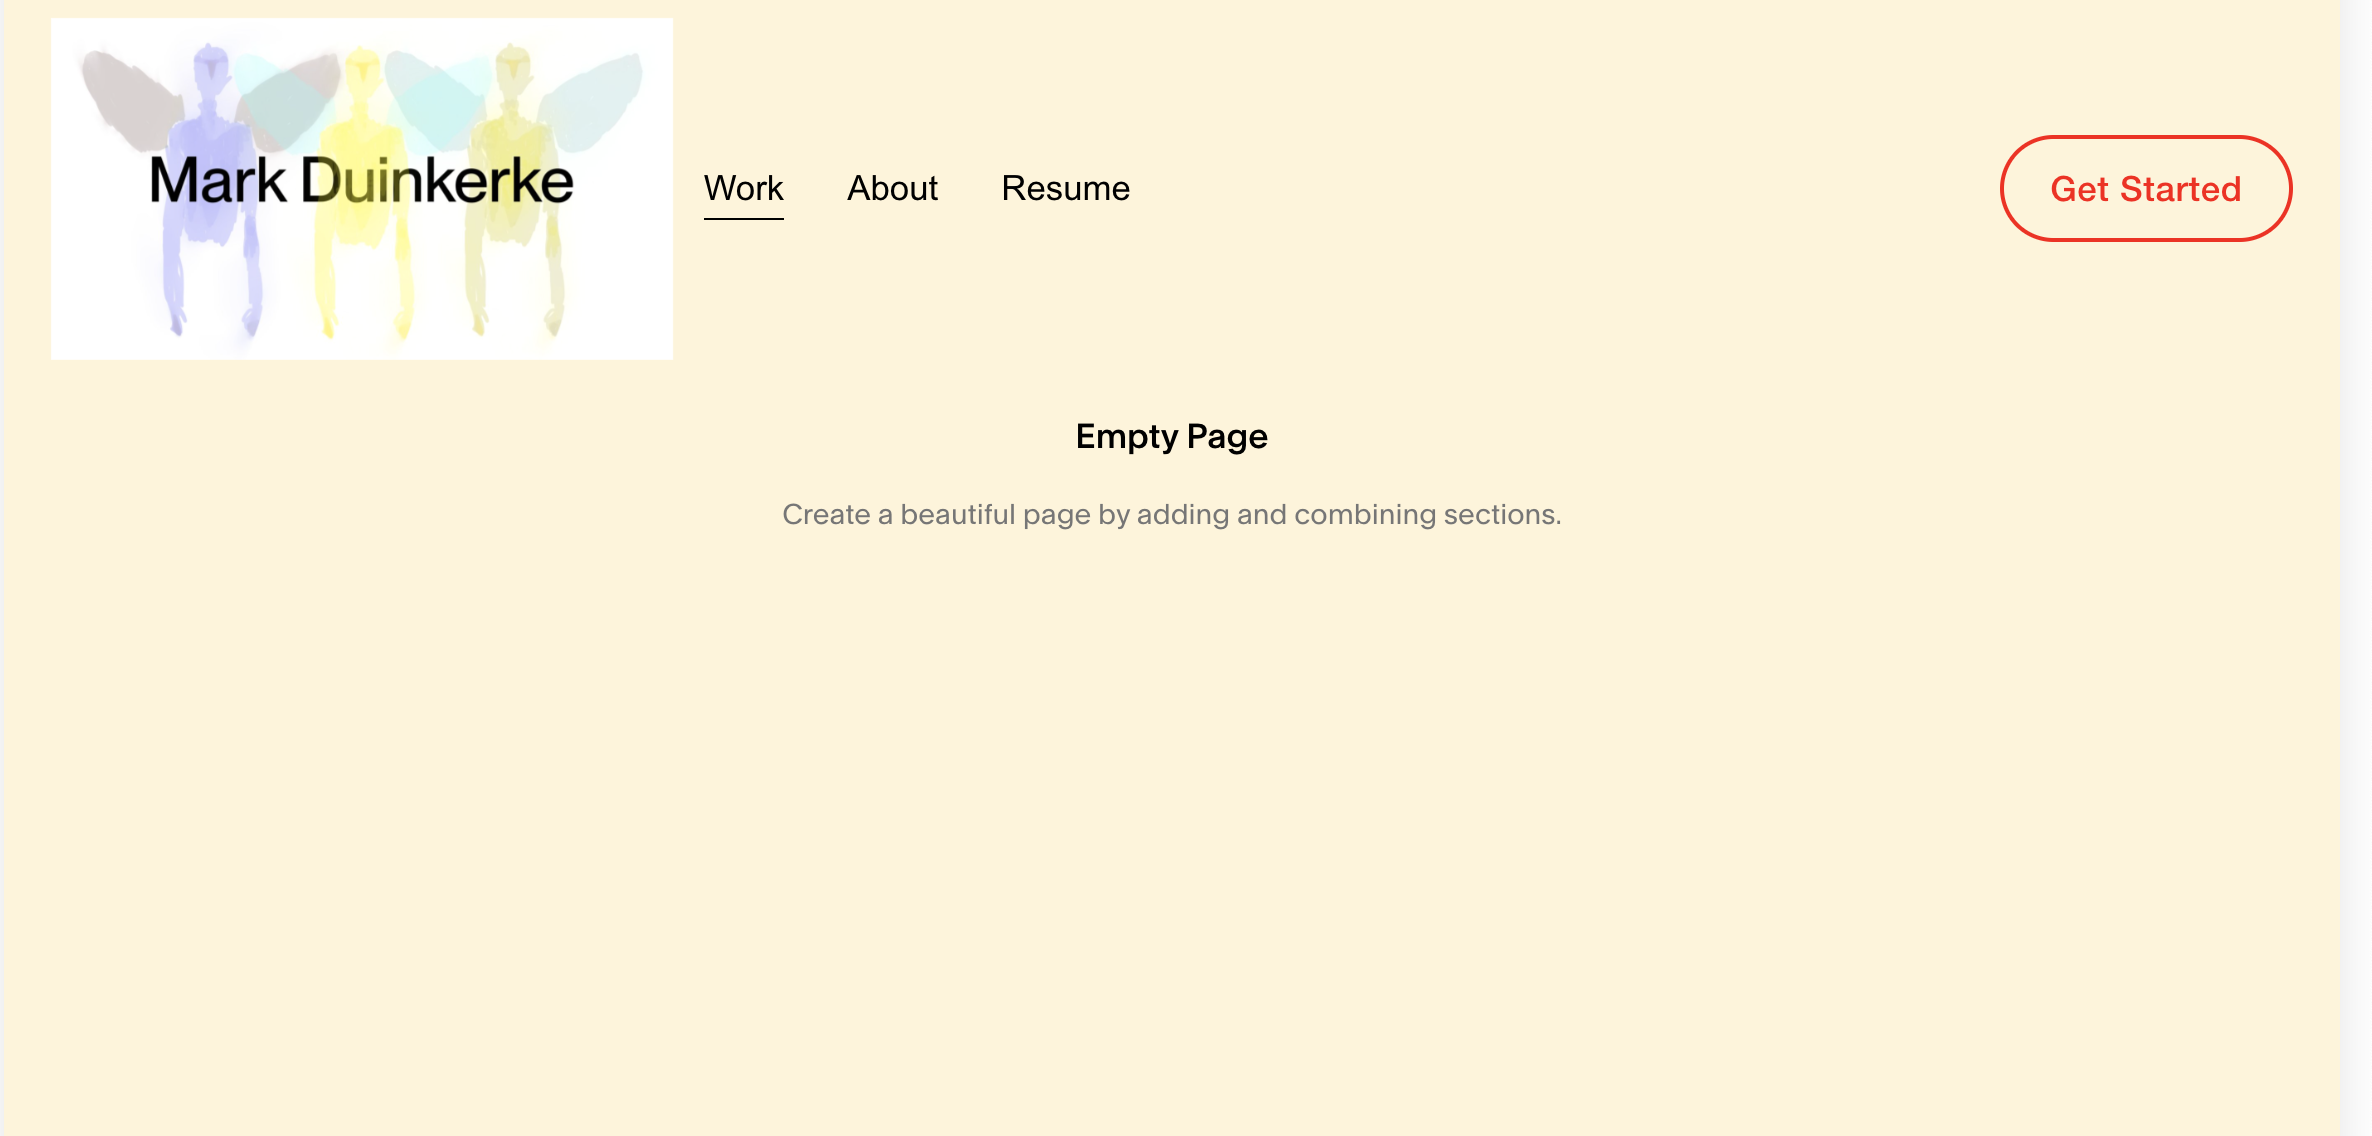 Mark Duinkerke
Work About Resume
Get Started
Empty Page
Create a beautiful page by adding and combining sections.